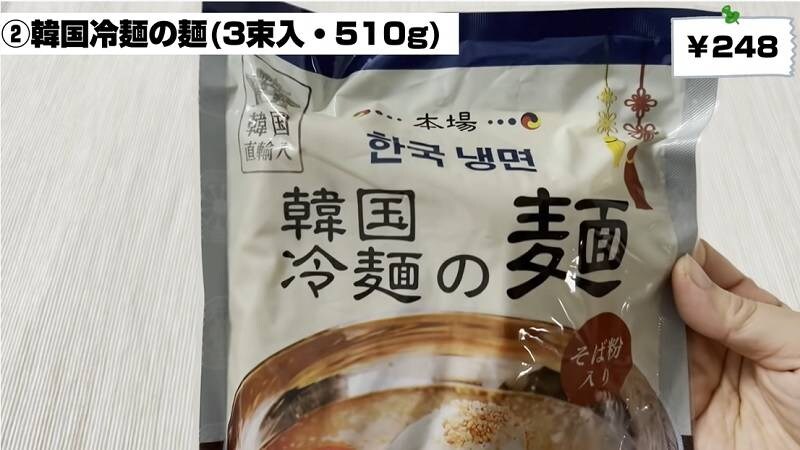 ②韓国冷麺の麺(3束入・510g)
¥248
韓国
直輸入
本場
한국 냉면
韓国
冷麺の麺
そば粉
入り